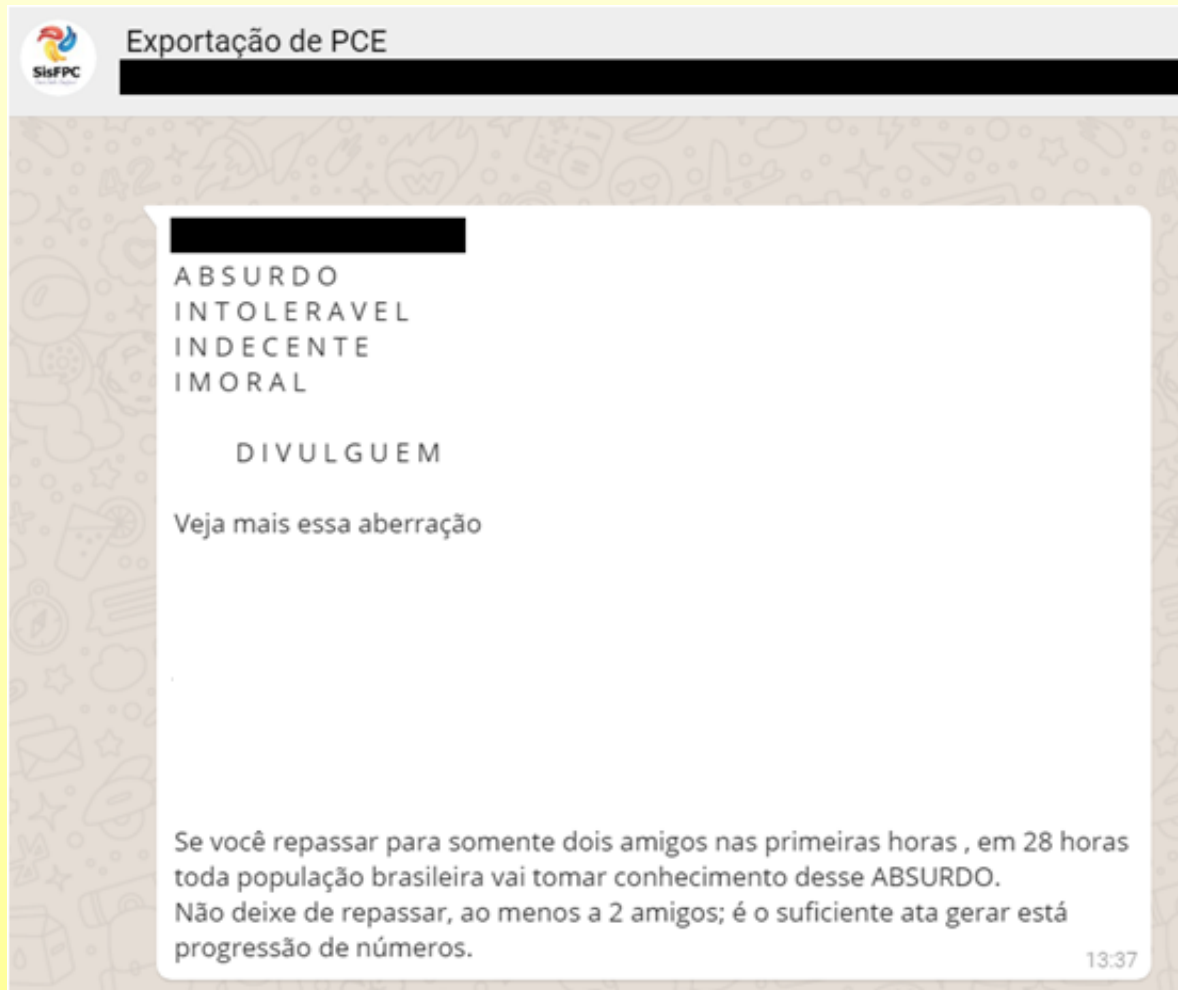 Exportação de PCE
SisFPC
A B S U R D O
I N T O L E R A V E L
I N D E C E N T E
I M O R A L
D I V U L G U E M
Veja mais essa aberração
Se você repassar para somente dois amigos nas primeiras horas , em 28 horas
toda população brasileira vai tomar conhecimento desse ABSURDO.
Não deixe de repassar, ao menos a 2 amigos; é o suficiente ata gerar está
progressão de números.
13:37